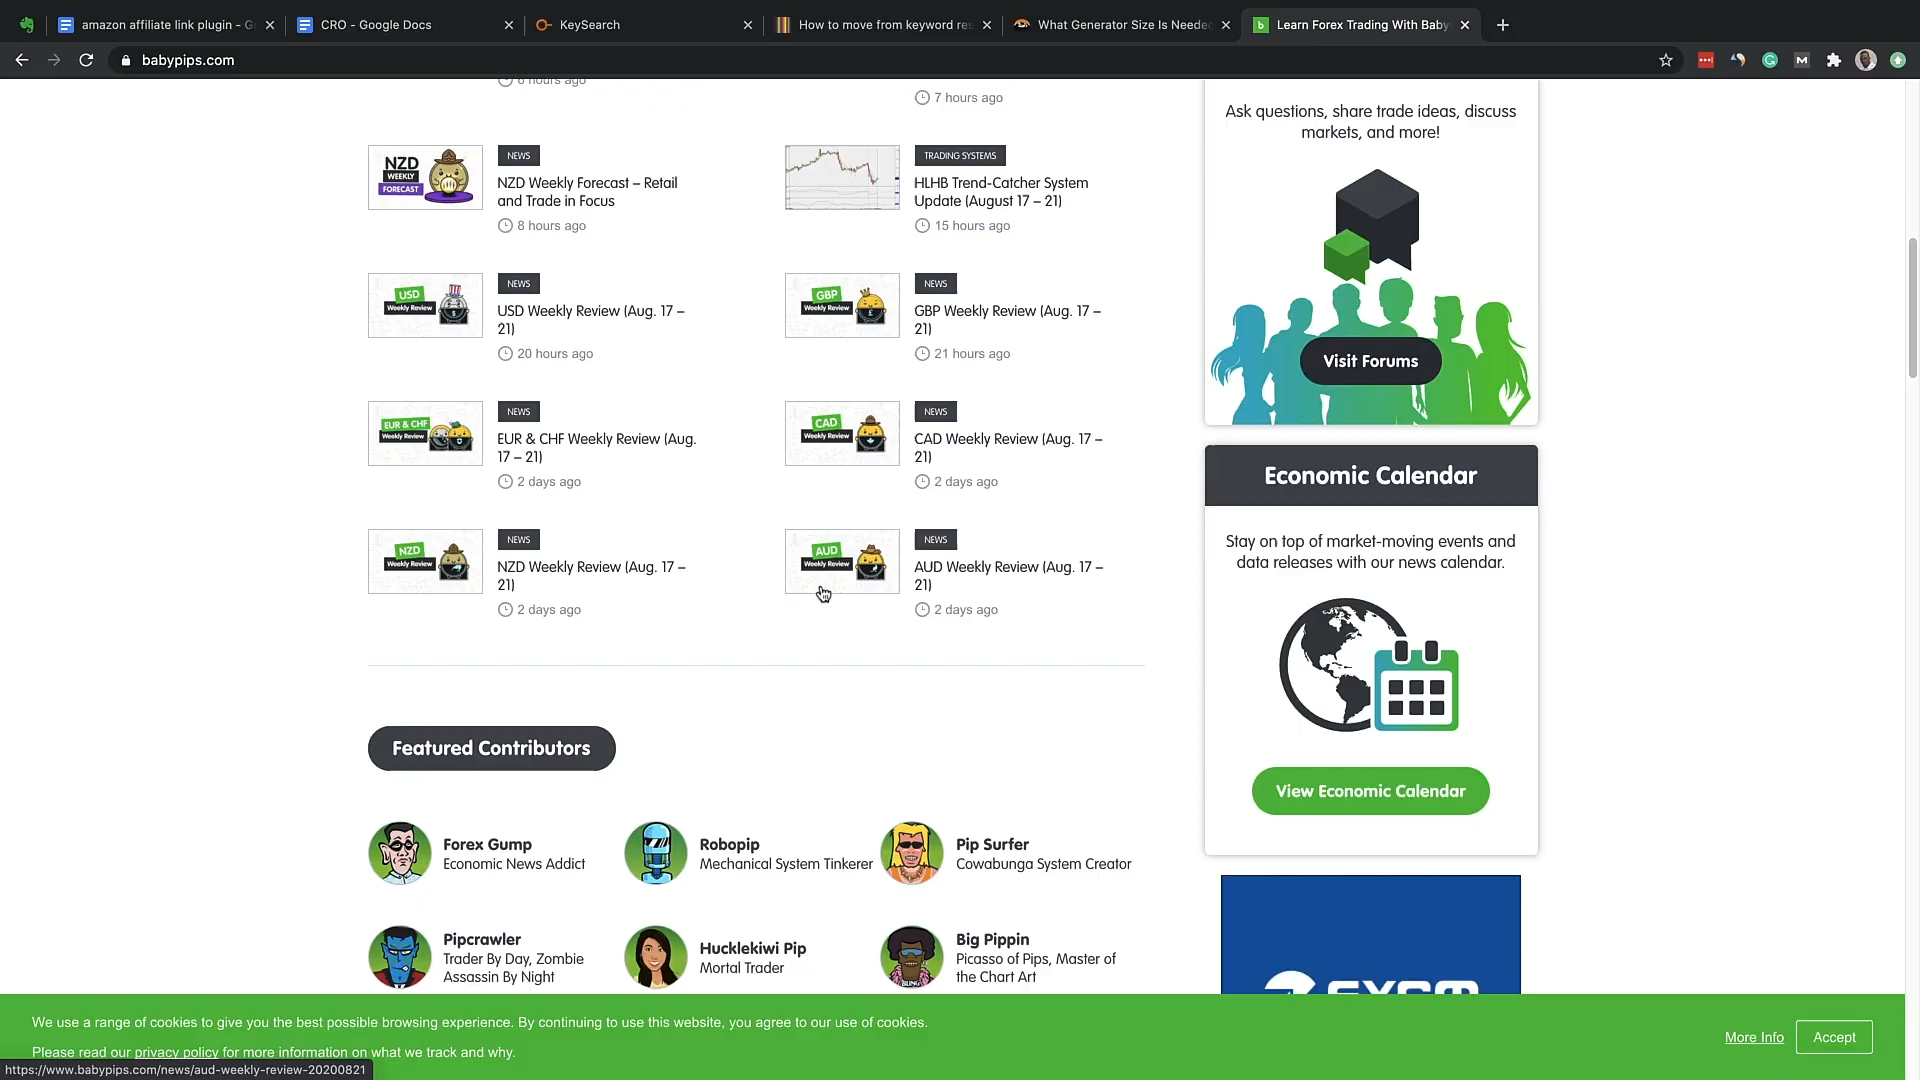 amazon affiliate link plugin - G
CRO - Google Docs
KeySearch
How to move from keyword res
What Generator Size Is Neede
Learn Forex Trading With Baby
babypips.com
6 hours ago
7 hours ago
NZD
WEEKLY
FORECAST
NEWS
NZD Weekly Forecast – Retail
and Trade in Focus
8 hours ago
TRADING SYSTEMS
HLHB Trend-Catcher System
Update (August 17 – 21)
15 hours ago
USD
Weekly Review
NEWS
USD Weekly Review (Aug. 17 –
21)
20 hours ago
GBP
Weekly Review
NEWS
GBP Weekly Review (Aug. 17 –
21)
21 hours ago
EUR & CHF
Weekly Review
NEWS
EUR & CHF Weekly Review (Aug.
17 – 21)
2 days ago
CAD
Weekly Review
NEWS
CAD Weekly Review (Aug. 17 –
21)
2 days ago
NZD
Weekly Review
NEWS
NZD Weekly Review (Aug. 17 –
21)
2 days ago
AUD
Weekly Review
NEWS
AUD Weekly Review (Aug. 17 –
21)
2 days ago
Featured Contributors
Forex Gump
Economic News Addict
Robopip
Mechanical System Tinkerer
Pip Surfer
Cowabunga System Creator
Pipcrawler
Trader By Day, Zombie
Assassin By Night
Hucklekiwi Pip
Mortal Trader
Big Pippin
Picasso of Pips, Master of
the Chart Art
Ask questions, share trade ideas, discuss
markets, and more!
Visit Forums
Economic Calendar
Stay on top of market-moving events and
data releases with our news calendar.
View Economic Calendar
FXCM
We use a range of cookies to give you the best possible browsing experience. By continuing to use this website, you agree to our use of cookies.
Please read our privacy policy for more information on what we track and why.
More Info
Accept
https://www.babypips.com/news/aud-weekly-review-20200821